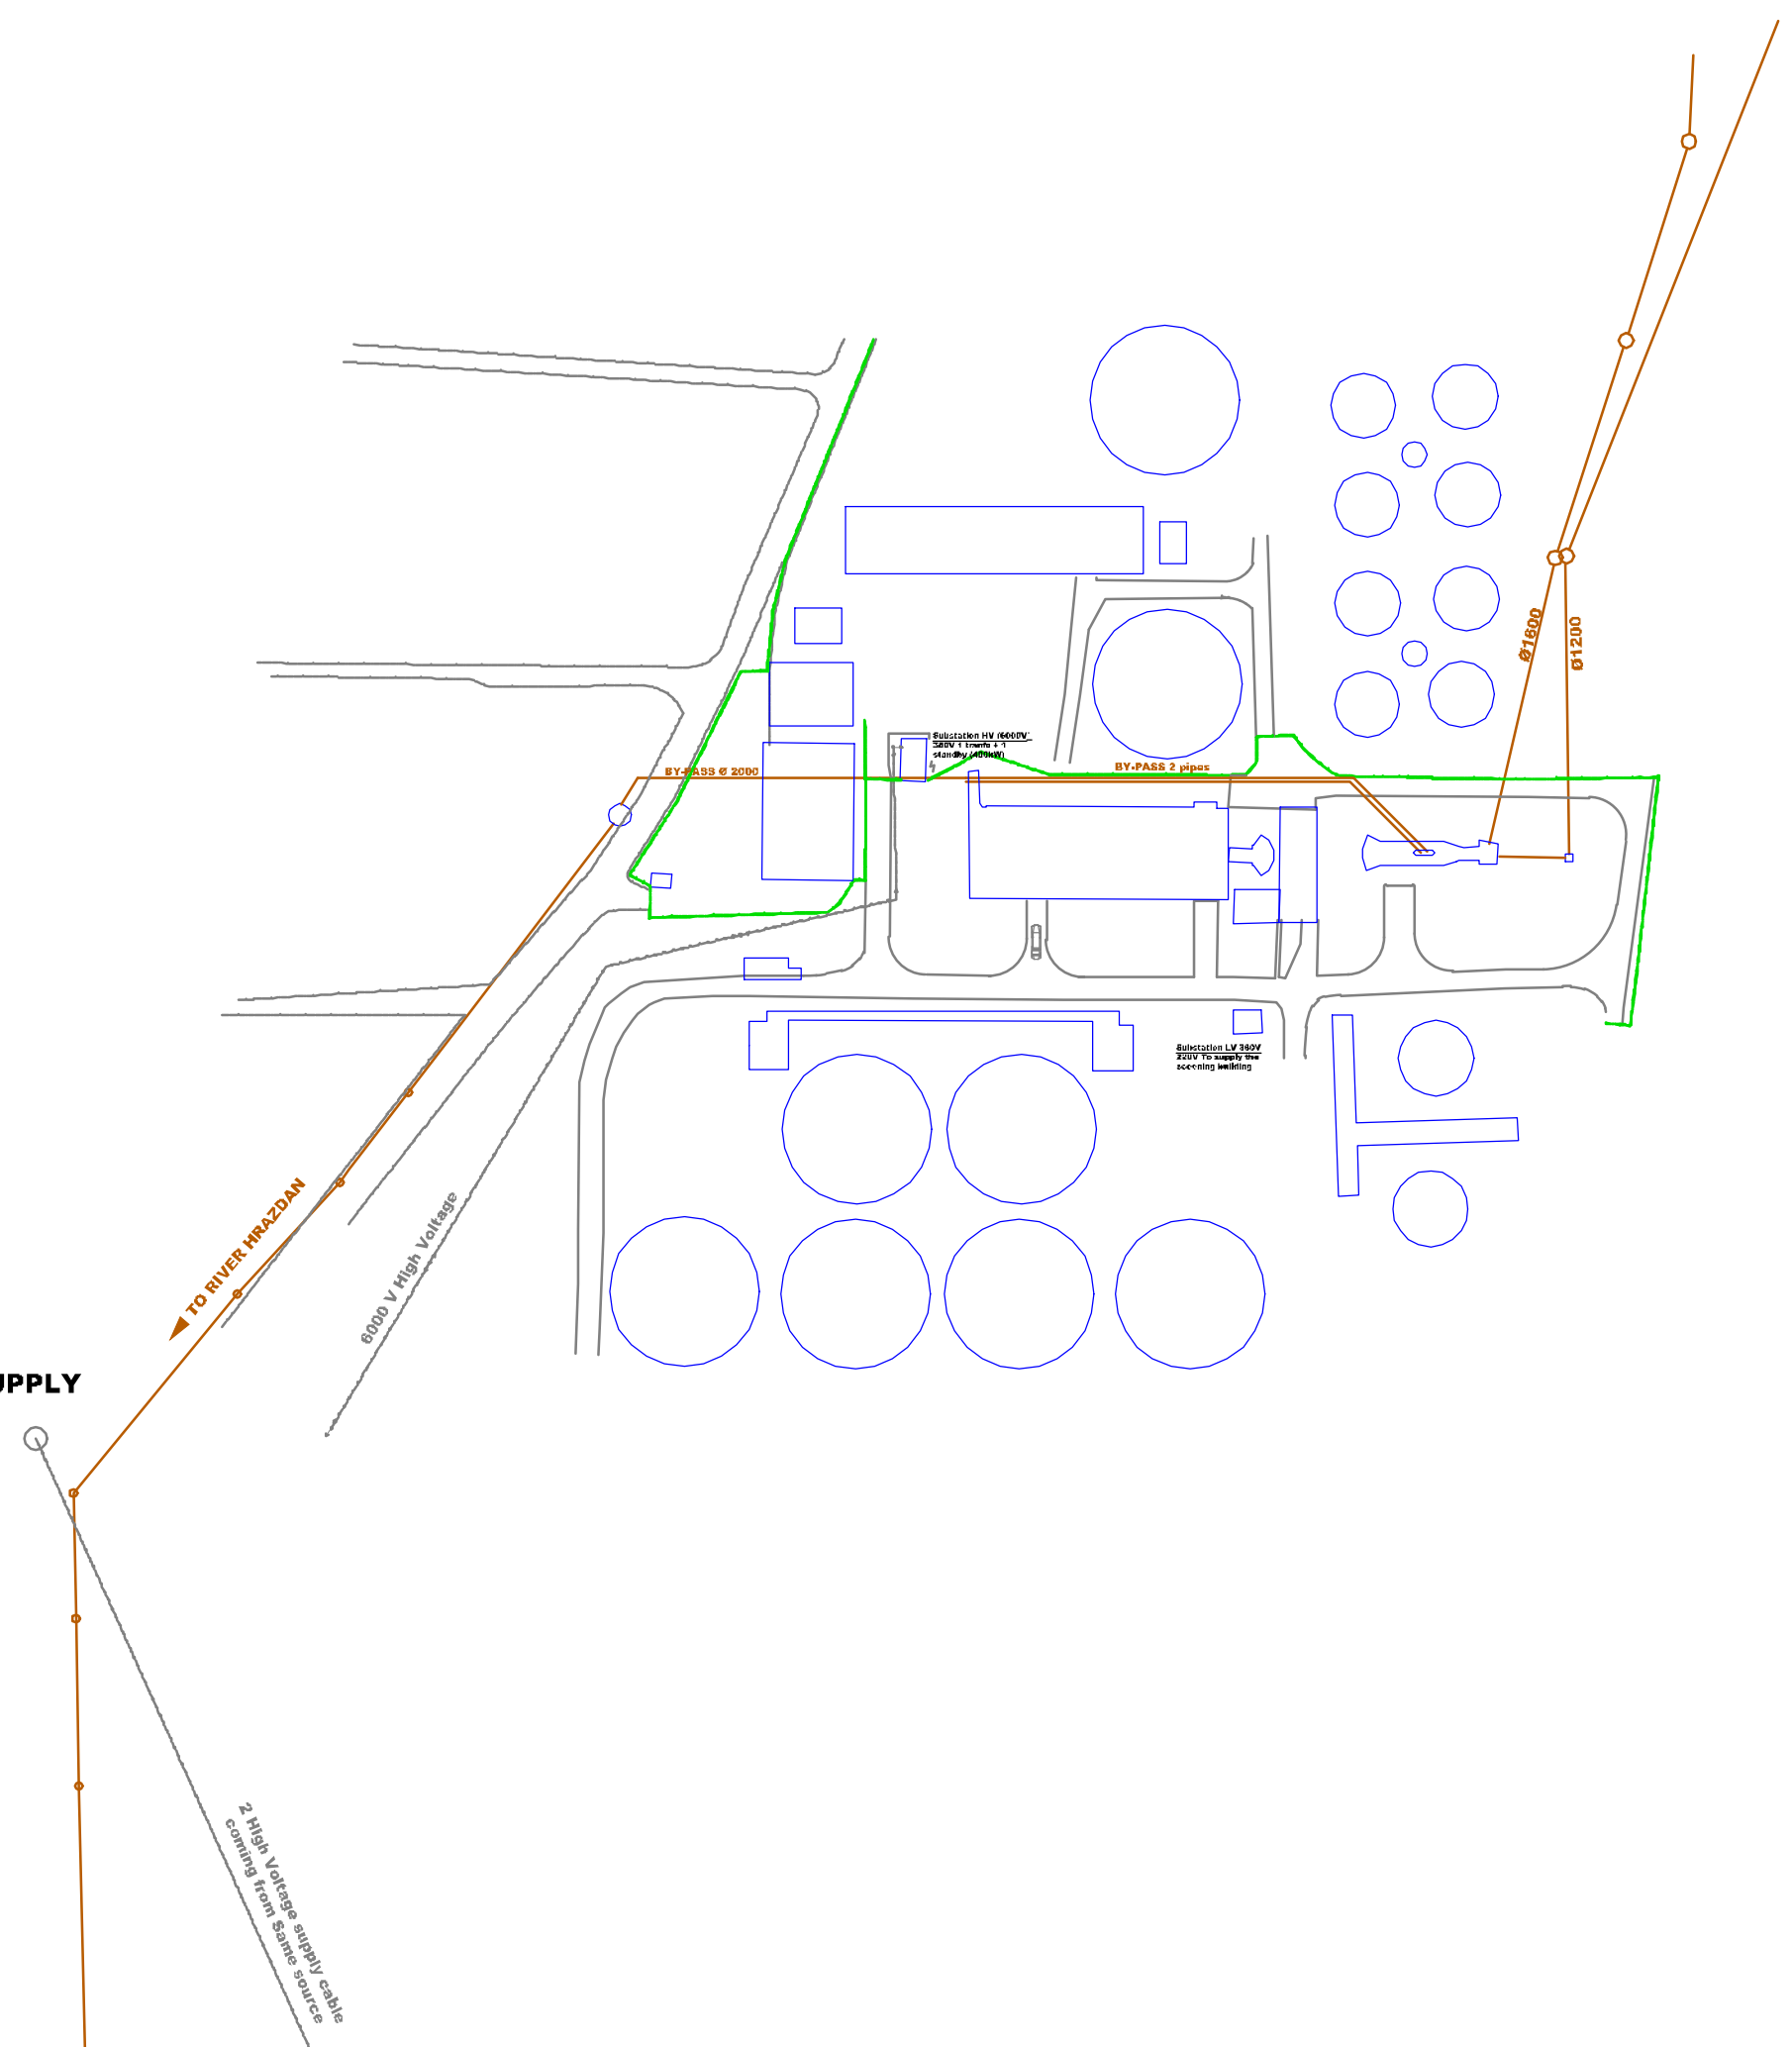 Ø1600
Ø1200
Substation HV (6000V
380V 1 transfo + 1
standby (400kW)
BY-PASS Ø 2000
BY-PASS 2 pipes
Substation LV 380V
220V To supply the
building
TO RIVER HRAZDAN
6000 V High Voltage
UPPLY
2 High Voltage supply cable
coming from Same source